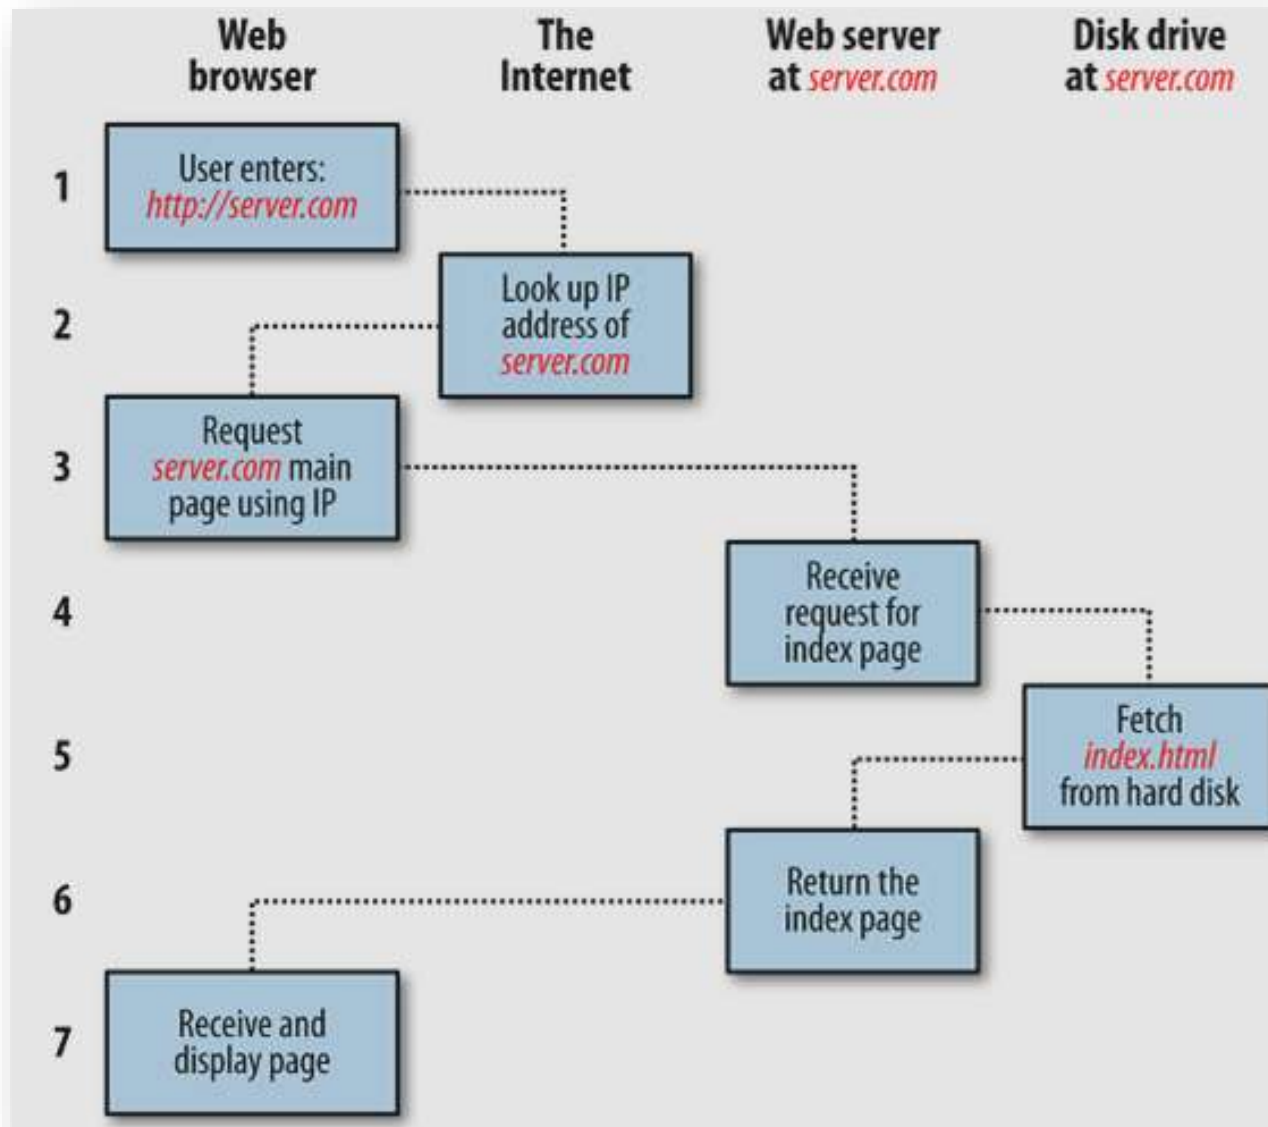 Web
browser
The
Internet
Web server
at server.com
Disk drive
at server.com
1
User enters:
http://server.com
2
Look up IP
address of
server.com
3
Request
server.com main
page using IP
4
Receive
request for
index page
5
Fetch
index.html
from hard disk
6
Return the
index page
7
Receive and
display page